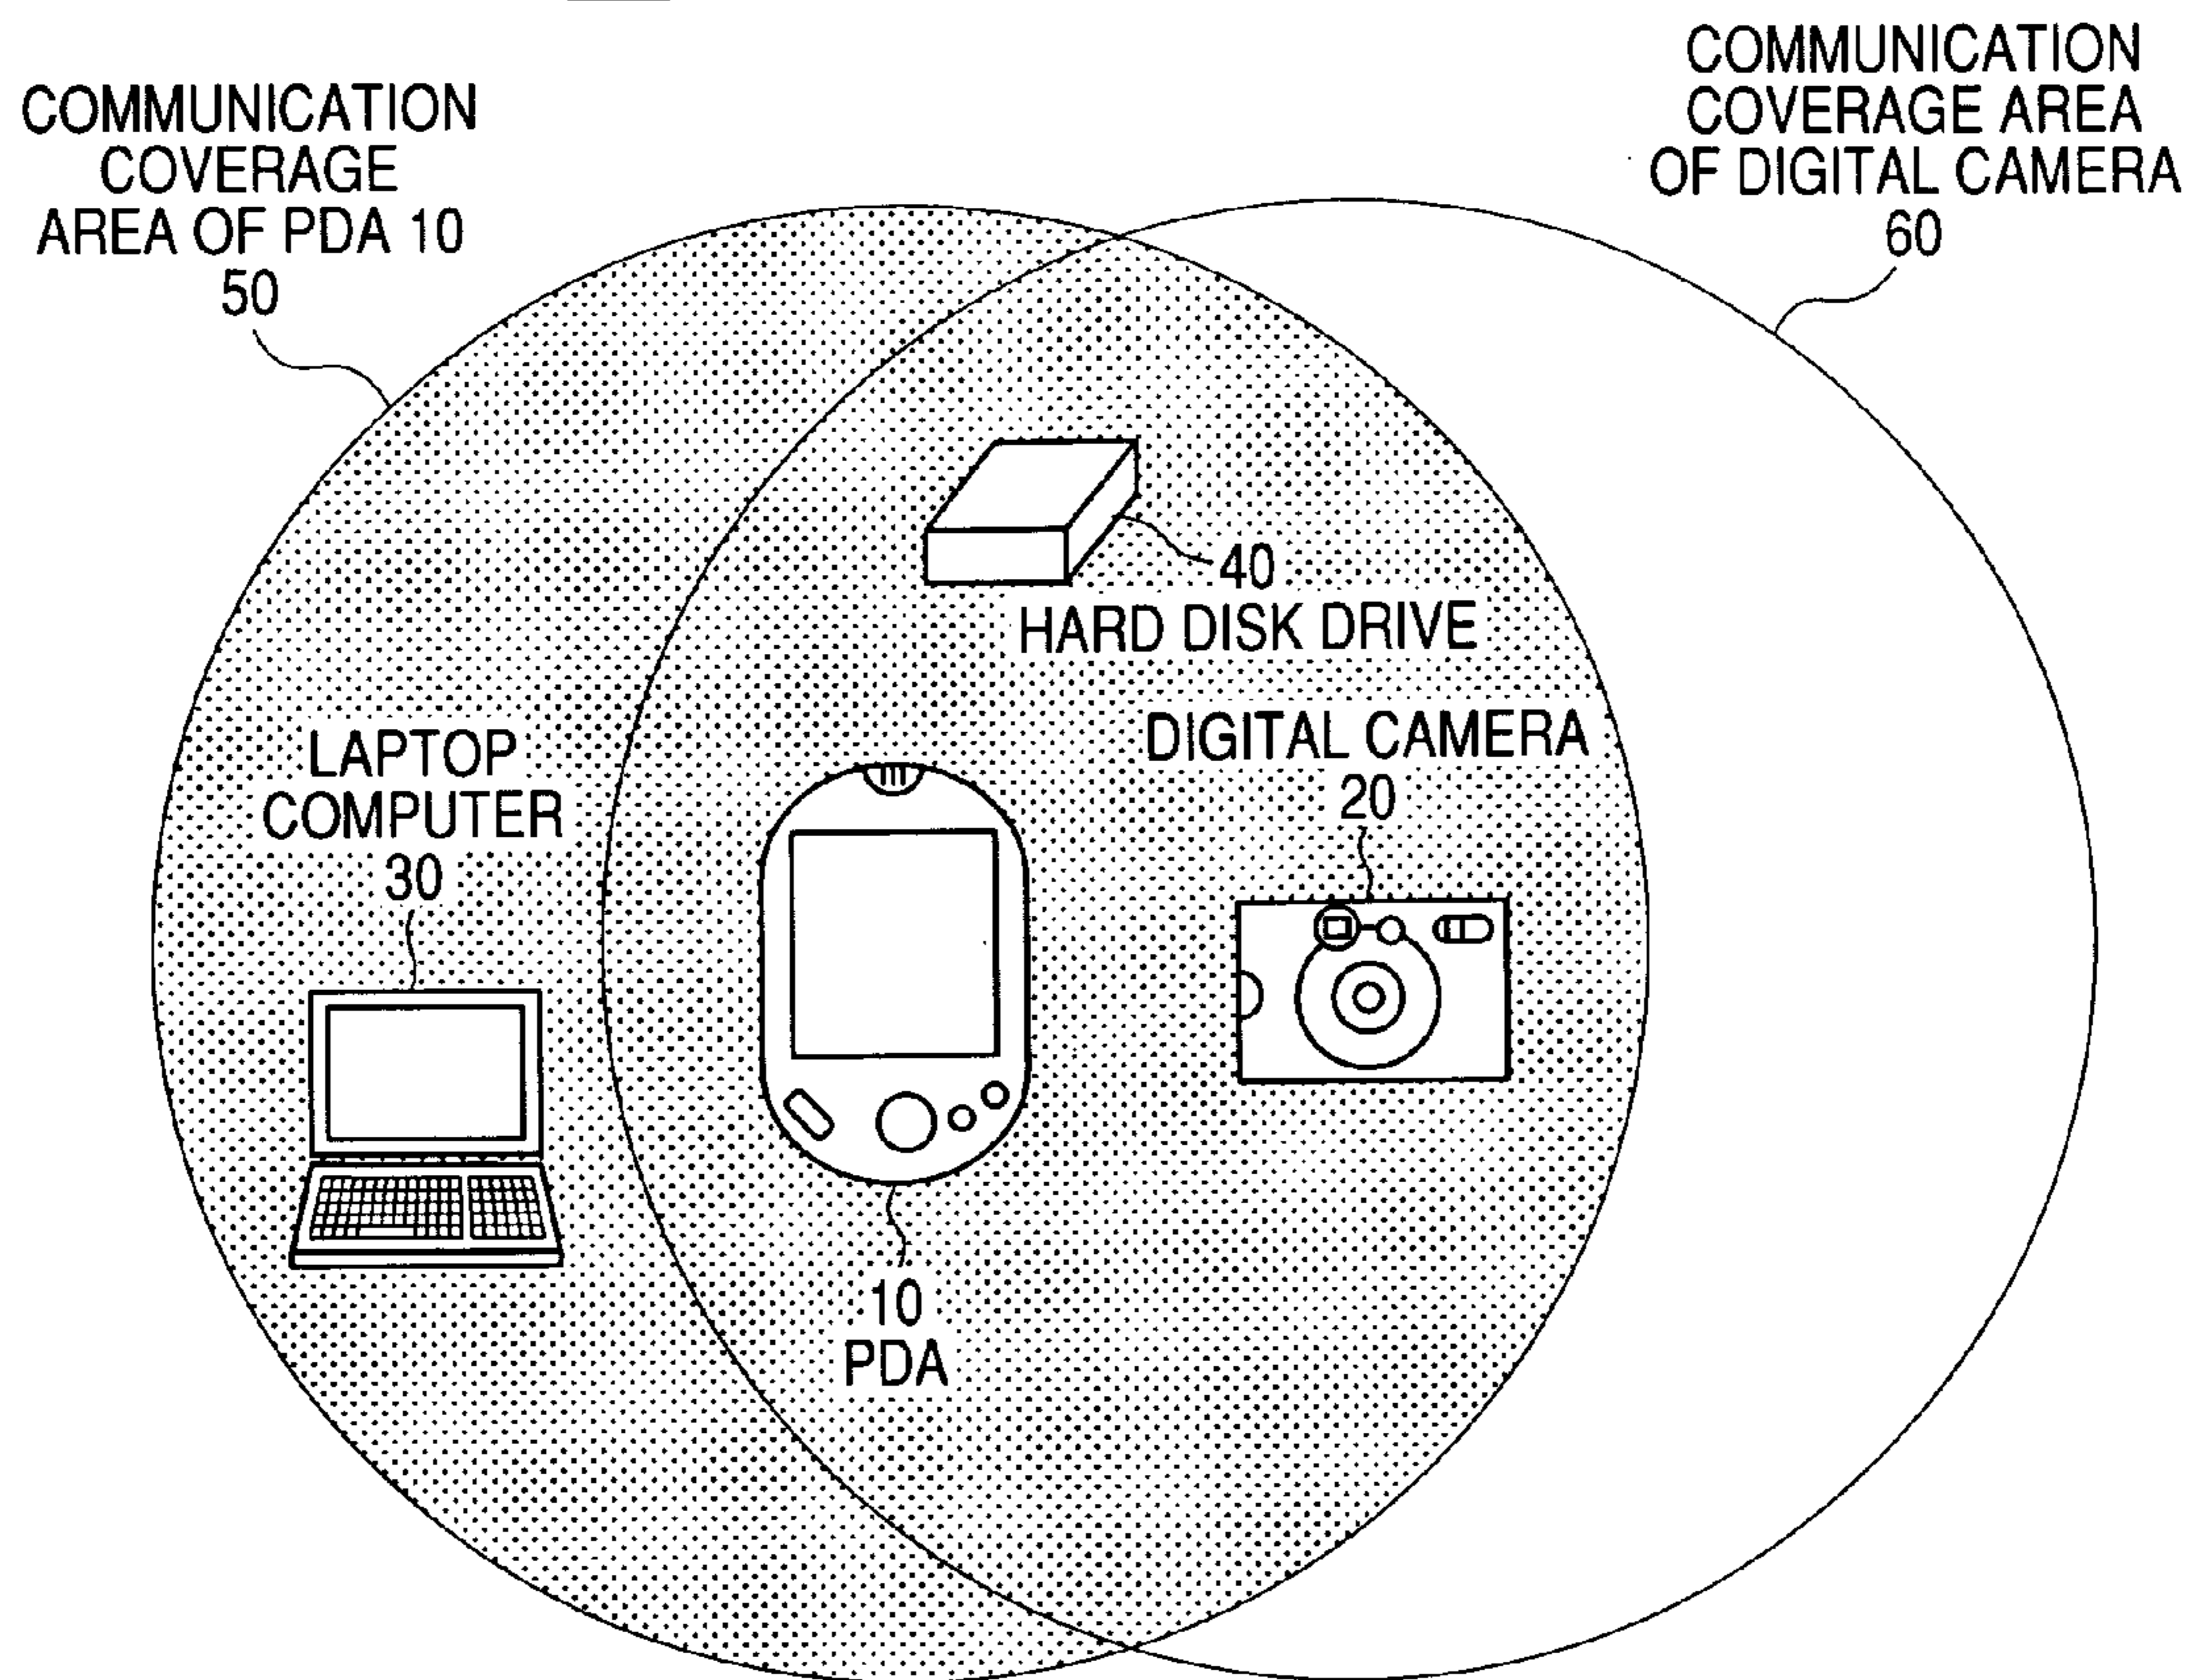 COMMUNICATION
COVERAGE
AREA OF PDA 10
50
COMMUNICATION
COVERAGE AREA
OF DIGITAL CAMERA
60
40
HARD DISK DRIVE
DIGITAL CAMERA
20
LAPTOP
COMPUTER
30
10
PDA